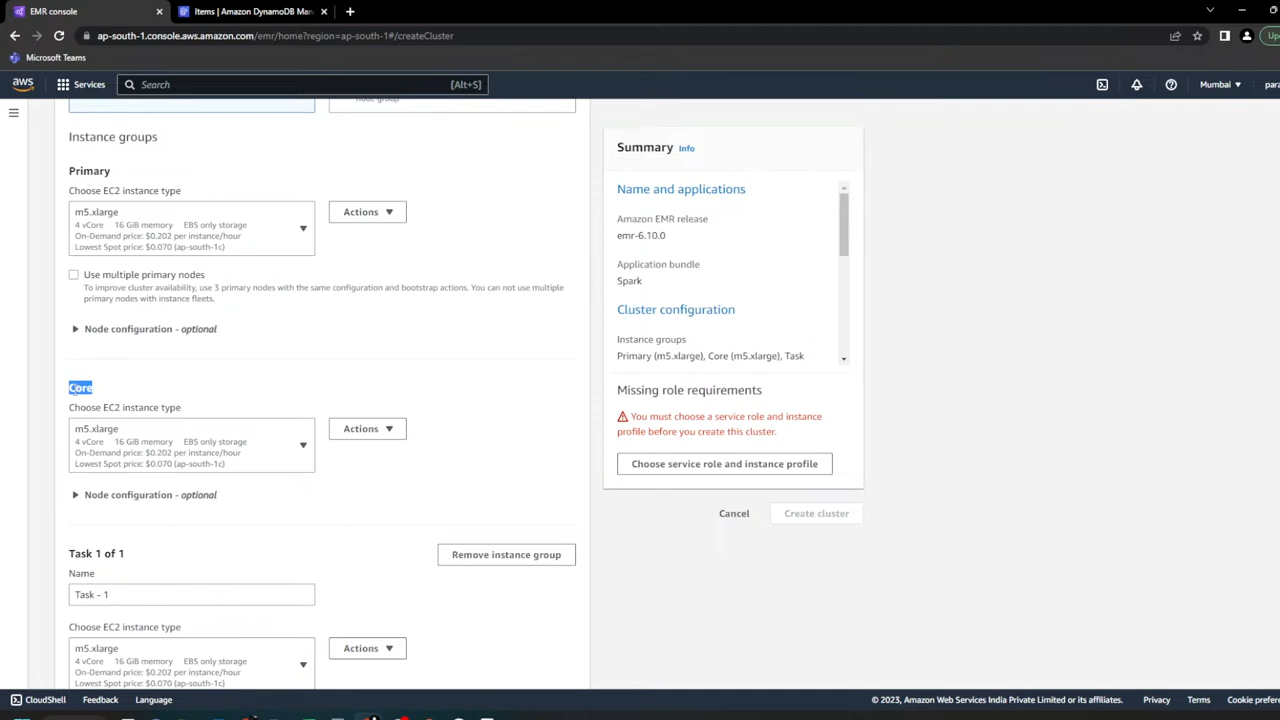 EMR console
Items | Amazon DynamoDB Man
ap-south-1.console.aws.amazon.com/emr/home?region=ap-south-1#/createCluster
Microsoft Teams
aws
Services
Search
[Alt+S]
Mumbai
para
node group
Instance groups
Primary
Choose EC2 instance type
m5.xlarge
4 vCore 16 GiB memory EBS only storage
On-Demand price: $0.202 per instance/hour
Lowest Spot price: $0.070 (ap-south-1c)
Actions
Use multiple primary nodes
To improve cluster availability, use 3 primary nodes with the same configuration and bootstrap actions. You can not use multiple
primary nodes with instance fleets.
Node configuration - optional
Core
Choose EC2 instance type
m5.xlarge
4 vCore 16 GiB memory EBS only storage
On-Demand price: $0.202 per instance/hour
Lowest Spot price: $0.070 (ap-south-1c)
Actions
Node configuration - optional
Task 1 of 1
Remove instance group
Name
Task - 1
Choose EC2 instance type
m5.xlarge
4 vCore 16 GiB memory EBS only storage
On-Demand price: $0.202 per instance/hour
Lowest Spot price: $0.070 (ap-south-1c)
Actions
Summary Info
Name and applications
Amazon EMR release
emr-6.10.0
Application bundle
Spark
Cluster configuration
Instance groups
Primary (m5.xlarge), Core (m5.xlarge), Task
Missing role requirements
You must choose a service role and instance
profile before you create this cluster.
Choose service role and instance profile
Cancel
Create cluster
CloudShell
Feedback
Language
© 2023, Amazon Web Services India Private Limited or its affiliates.
Privacy
Terms
Cookie prefer